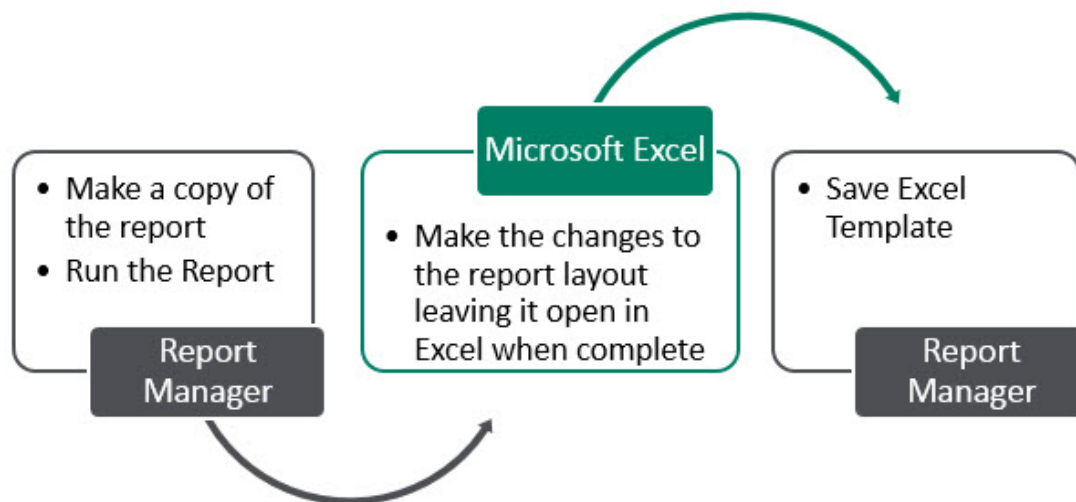 • Make a copy of
the report
• Run the Report
Report
Manager
Microsoft Excel
• Make the changes to
the report layout
leaving it open in
Excel when complete
• Save Excel
Template
Report
Manager